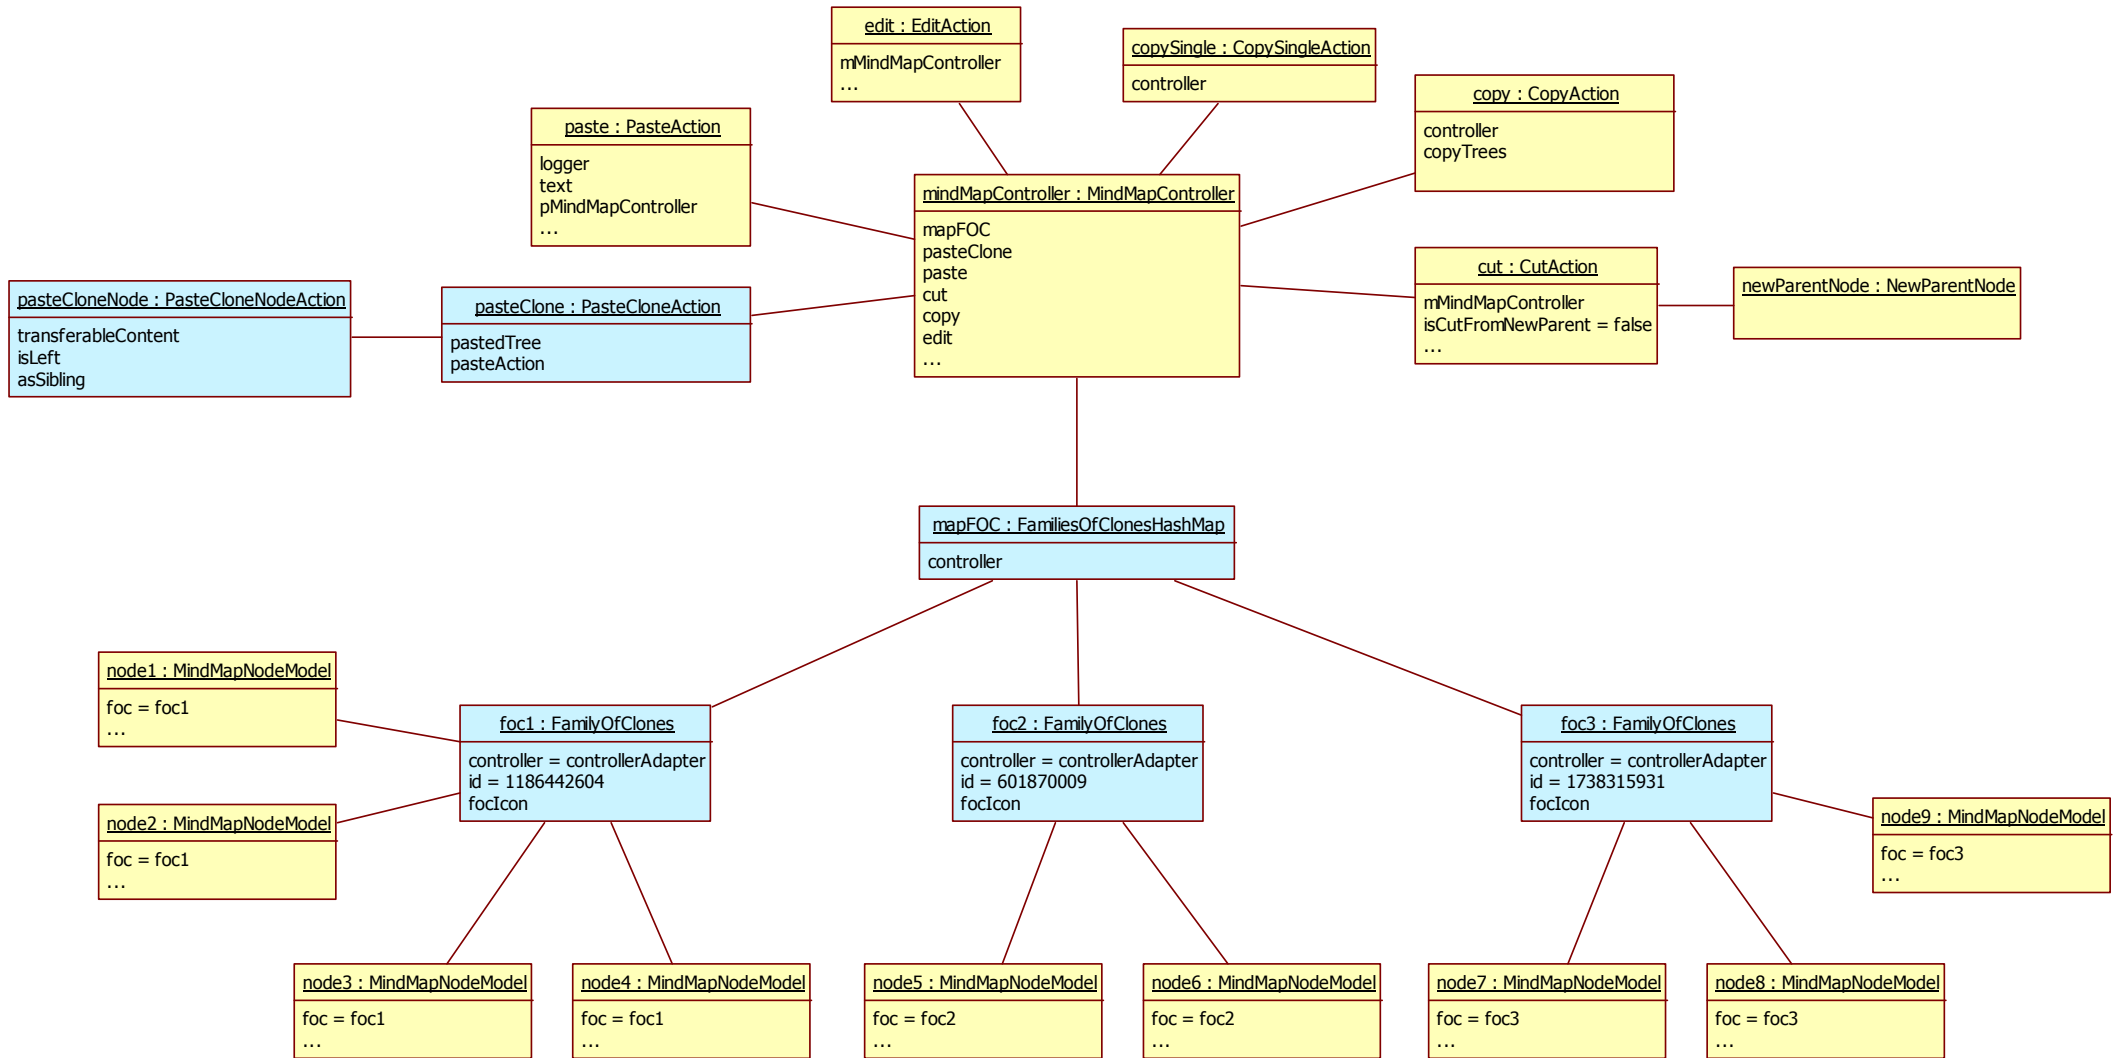 edit : EditAction
mMindMapController
...
copySingle : CopySingleAction
controller
copy : CopyAction
controller
copyTrees
paste : PasteAction
logger
text
pMindMapController
...
mindMapController : MindMapController
mapFOC
pasteClone
paste
cut
copy
edit
...
cut : CutAction
mMindMapController
isCutFromNewParent = false
...
newParentNode : NewParentNode
pasteCloneNode : PasteCloneNodeAction
transferableContent
isLeft
asSibling
pasteClone : PasteCloneAction
pastedTree
pasteAction
mapFOC : FamiliesOfClonesHashMap
controller
node1 : MindMapNodeModel
foc = foc1
...
foc1 : FamilyOfClones
controller = controllerAdapter
id = 1186442604
focIcon
foc2 : FamilyOfClones
controller = controllerAdapter
id = 601870009
focIcon
foc3 : FamilyOfClones
controller = controllerAdapter
id = 1738315931
focIcon
node2 : MindMapNodeModel
foc = foc1
...
node9 : MindMapNodeModel
foc = foc3
...
node3 : MindMapNodeModel
foc = foc1
...
node4 : MindMapNodeModel
foc = foc1
...
node5 : MindMapNodeModel
foc = foc2
...
node6 : MindMapNodeModel
foc = foc2
...
node7 : MindMapNodeModel
foc = foc3
...
node8 : MindMapNodeModel
foc = foc3
...